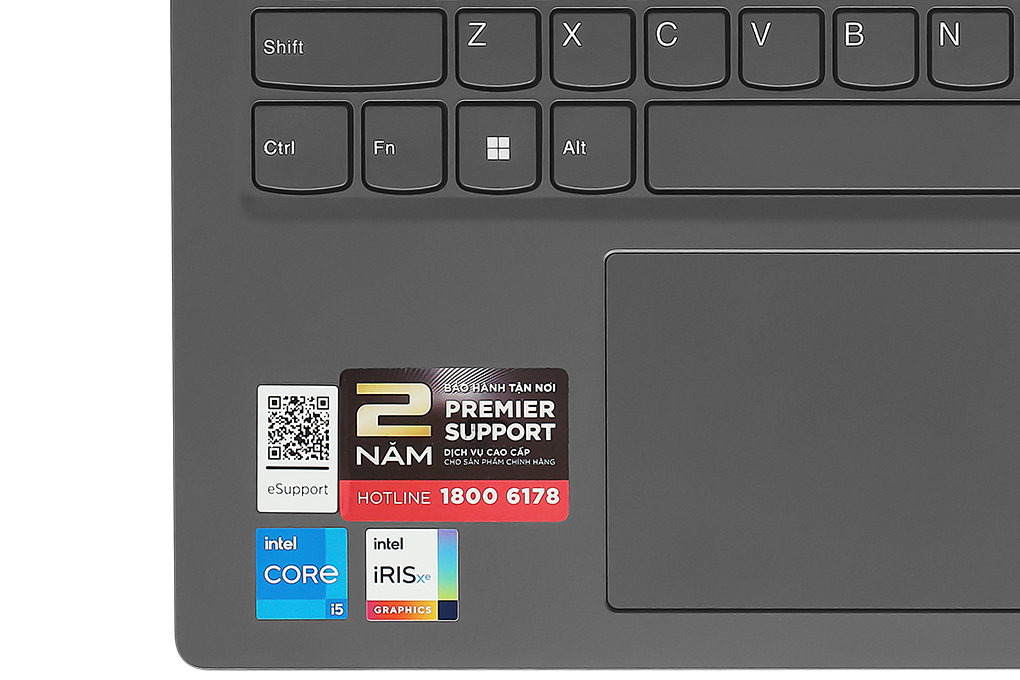 Shift Z X C V B N
Ctrl Fn Alt
eSupport
2
NĂM
BẢO HÀNH TẬN NƠI
PREMIER
SUPPORT
DỊCH VỤ CAO CẤP
CHO SẢN PHẨM CHÍNH HÃNG
HOTLINE 1800 6178
intel
CORE
i5
intel
iRISxe
GRAPHICS